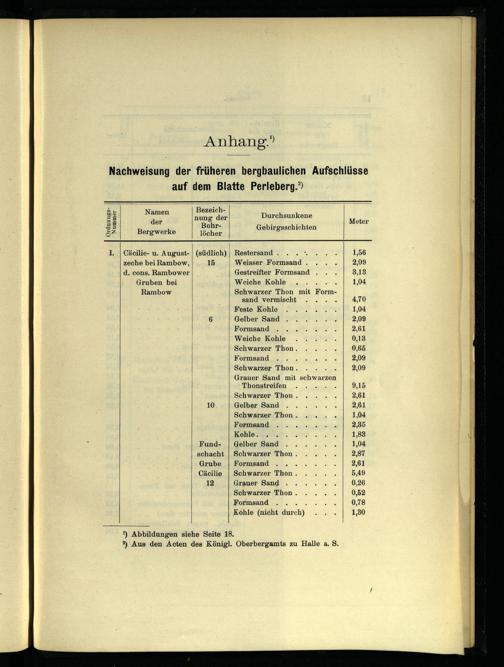 Anhang.¹)
Nachweisung der früheren bergbaulichen Aufschlüsse
auf dem Blatte Perleberg.²)
Ordnungs-Nummer | Namen der Bergwerke | Bezeichnung der Bohrlöcher | Durchsunkene Gebirgsschichten | Meter
I. Cäcilie- u. August- (südlich) Restersand . . . . . . 1,56
zeche bei Rambow, 15 Weisser Formsand . . . . 2,09
d. cons. Rambower Gestreifter Formsand . . . 3,13
Gruben bei Weiche Kohle . . . . . 1,04
Rambow Schwarzer Thon mit Form-
sand vermischt . . . . 4,70
Feste Kohle . . . . . . 1,04
6 Gelber Sand . . . . . . 2,09
Formsand . . . . . . . 2,61
Weiche Kohle . . . . . 0,13
Schwarzer Thon . . . . . 0,65
Formsand . . . . . . . 2,09
Schwarzer Thon . . . . . 2,09
Grauer Sand mit schwarzen
Thonstreifen . . . . . 9,15
Schwarzer Thon . . . . . 2,61
10 Gelber Sand . . . . . . 2,61
Schwarzer Thon . . . . . 1,04
Formsand . . . . . . . 2,35
Kohle . . . . . . . . 1,83
Fund- Gelber Sand . . . . . . 1,04
schacht Schwarzer Thon . . . . . 2,87
Grube Formsand . . . . . . . 2,61
Cäcilie Schwarzer Thon . . . . . 5,49
12 Grauer Sand . . . . . . 0,26
Schwarzer Thon . . . . . 0,52
Formsand . . . . . . . 0,78
Kohle (nicht durch) . . . 1,30
¹) Abbildungen siehe Seite 18.
²) Aus den Acten des Königl. Oberbergamts zu Halle a. S.